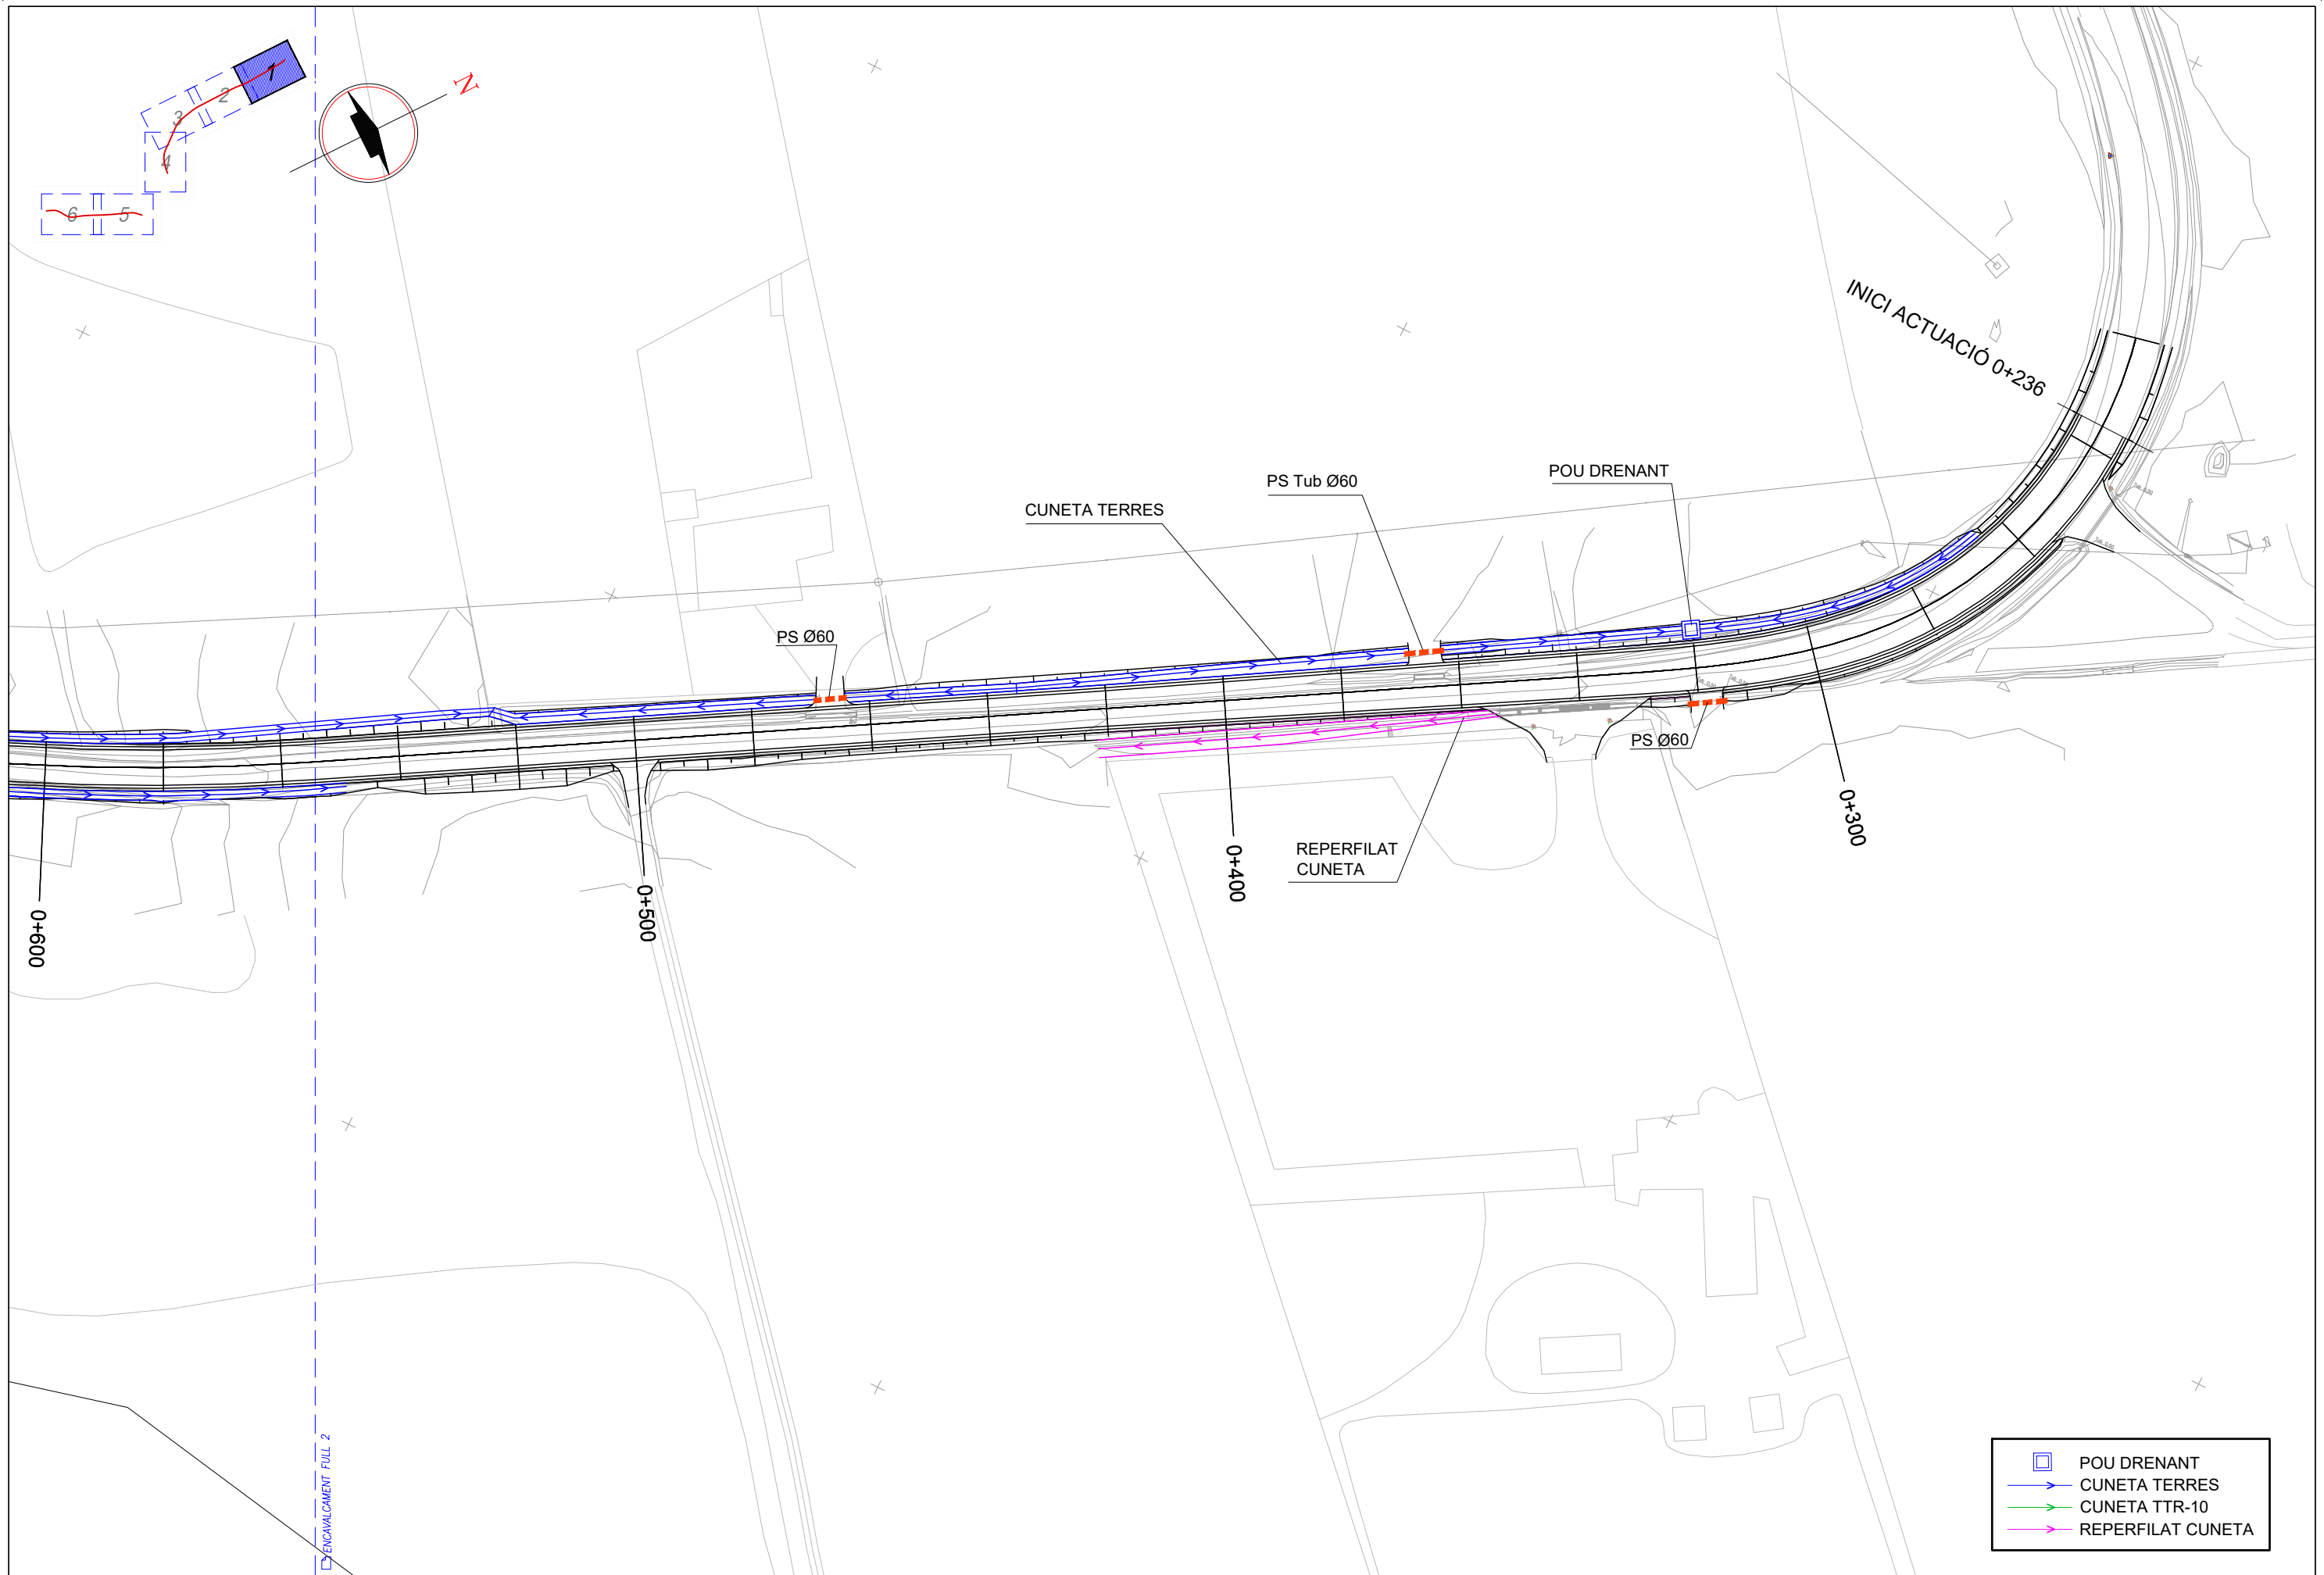 1
2
3
4
6
5
N
INICI ACTUACIÓ 0+236
POU DRENANT
PS Tub Ø60
CUNETA TERRES
PS Ø60
PS Ø60
0+300
REPERFILAT
CUNETA
0+400
0+500
0+600
ENCAVALCAMENT FULL 2
POU DRENANT
CUNETA TERRES
CUNETA TTR-10
REPERFILAT CUNETA